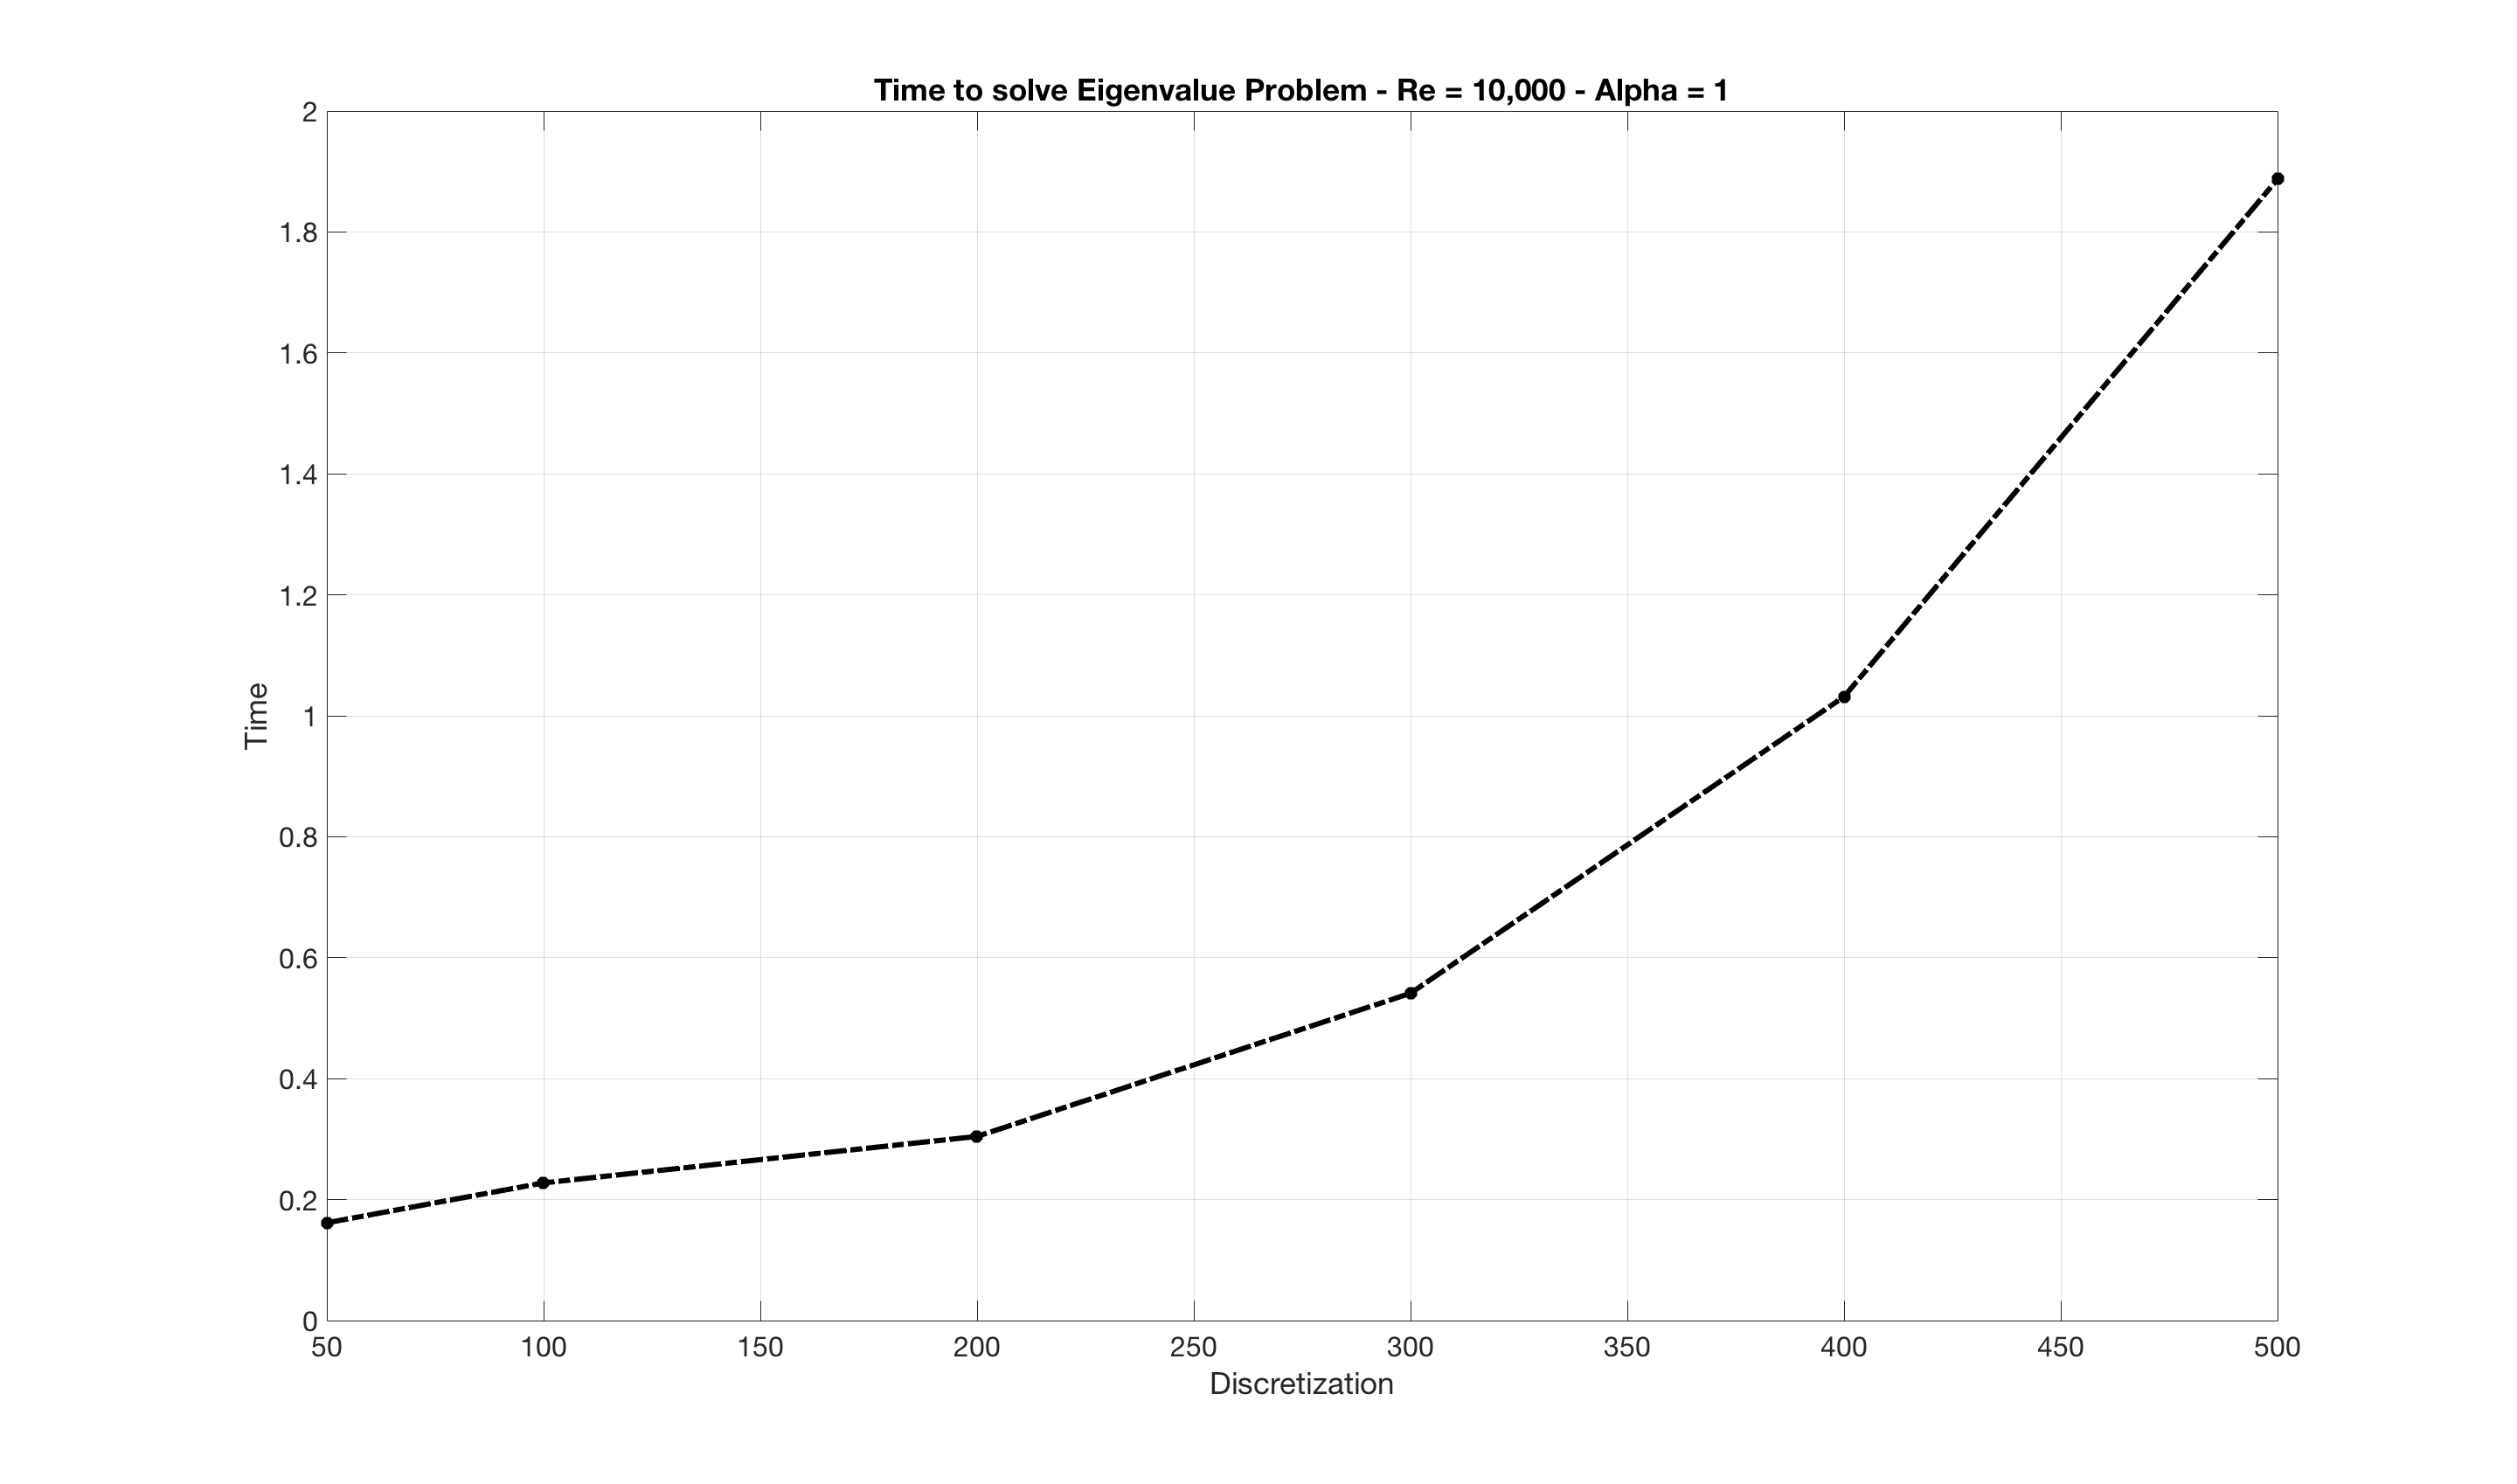 Time to solve Eigenvalue Problem - Re = 10,000 - Alpha = 1
2
1.8
1.6
1.4
1.2
1
0.8
0.6
0.4
0.2
0
Time
50 100 150 200 250 300 350 400 450 500
Discretization